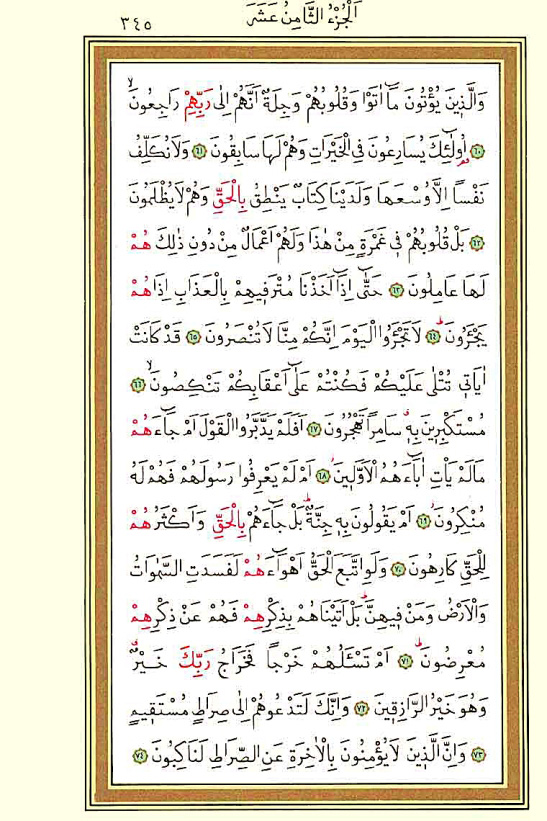 اَلْجُزْءُ الثَّامِنُ عَشَرَ
٣٤٥
وَالَّذ۪ينَ يُؤْتُونَ مَٓا اٰتَوْا وَقُلُوبُهُمْ وَجِلَةٌ اَنَّهُمْ اِلٰى رَبِّهِمْ رَاجِعُونَۙ
﴿٦٠﴾ اُو۬لٰٓئِكَ يُسَارِعُونَ فِي الْخَيْرَاتِ وَهُمْ لَهَا سَابِقُونَ ﴿٦١﴾ وَلَا نُكَلِّفُ
نَفْسًا اِلَّا وُسْعَهَا وَلَدَيْنَا كِتَابٌ يَنْطِقُ بِالْحَقِّ وَهُمْ لَا يُظْلَمُونَ
﴿٦٢﴾ بَلْ قُلُوبُهُمْ ف۪ي غَمْرَةٍ مِنْ هٰذَا وَلَهُمْ اَعْمَالٌ مِنْ دُونِ ذٰلِكَ هُمْ
لَهَا عَامِلُونَ ﴿٦٣﴾ حَتّٰٓى اِذَٓا اَخَذْنَا مُتْرَف۪يهِمْ بِالْعَذَابِ اِذَا هُمْ
يَجْـَٔرُونَۜ ﴿٦٤﴾ لَا تَجْـَٔرُوا الْيَوْمَ اِنَّكُمْ مِنَّا لَا تُنْصَرُونَ ﴿٦٥﴾ قَدْ كَانَتْ
اٰيَات۪ي تُتْلٰى عَلَيْكُمْ فَكُنْتُمْ عَلٰٓى اَعْقَابِكُمْ تَنْكِصُونَۙ ﴿٦٦﴾
مُسْتَكْبِر۪ينَ بِه۪ۗ سَامِرًا تَهْجُرُونَ ﴿٦٧﴾ اَفَلَمْ يَدَّبَّرُوا الْقَوْلَ اَمْ جَٓاءَهُمْ
مَا لَمْ يَأْتِ اٰبَٓاءَهُمُ الْاَوَّل۪ينَۘ ﴿٦٨﴾ اَمْ لَمْ يَعْرِفُوا رَسُولَهُمْ فَهُمْ لَهُ
مُنْكِرُونَۘ ﴿٦٩﴾ اَمْ يَقُولُونَ بِه۪ جِنَّةٌۜ بَلْ جَٓاءَهُمْ بِالْحَقِّ وَاَكْثَرُهُمْ
لِلْحَقِّ كَارِهُونَ ﴿٧٠﴾ وَلَوِ اتَّبَعَ الْحَقُّ اَهْوَٓاءَهُمْ لَفَسَدَتِ السَّمٰوَاتُ
وَالْاَرْضُ وَمَنْ ف۪يهِنَّۜ بَلْ اَتَيْنَاهُمْ بِذِكْرِهِمْ فَهُمْ عَنْ ذِكْرِهِمْ
مُعْرِضُونَۜ ﴿٧١﴾ اَمْ تَسْـَٔلُهُمْ خَرْجًا فَخَرَاجُ رَبِّكَ خَيْرٌۗ
وَهُوَ خَيْرُ الرَّازِق۪ينَ ﴿٧٢﴾ وَاِنَّكَ لَتَدْعُوهُمْ اِلٰى صِرَاطٍ مُسْتَق۪يمٍ
﴿٧٣﴾ وَاِنَّ الَّذ۪ينَ لَا يُؤْمِنُونَ بِالْاٰخِرَةِ عَنِ الصِّرَاطِ لَنَاكِبُونَ ﴿٧٤﴾